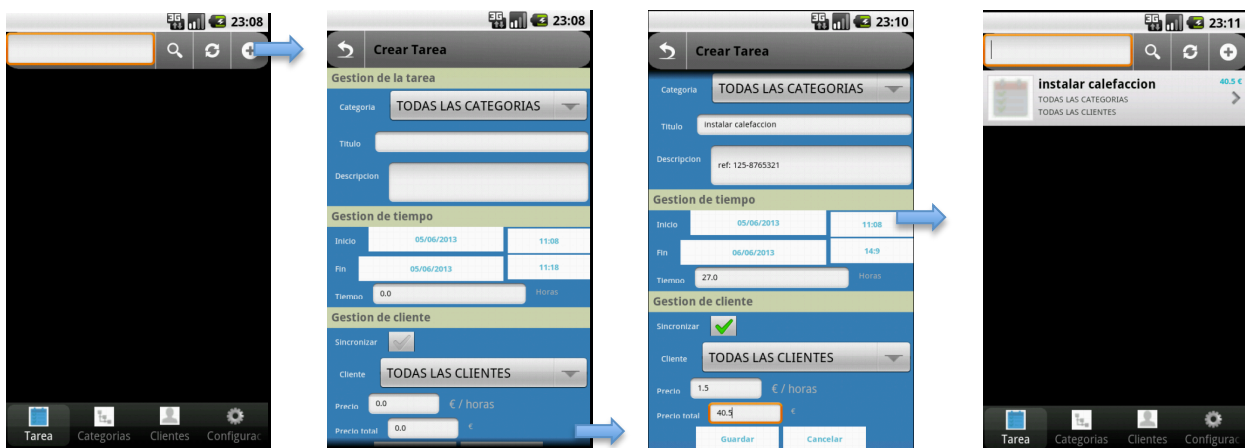 23:08
Tarea Categorias Clientes Configurac
23:08
Crear Tarea
Gestion de la tarea
Categoria TODAS LAS CATEGORIAS
Titulo
Descripcion
Gestion de tiempo
Inicio 05/06/2013 11:08
Fin 05/06/2013 11:18
Tiempo 0.0 Horas
Gestion de cliente
Sincronizar
Cliente TODAS LAS CLIENTES
Precio 0.0 € / horas
Precio total 0.0 €
23:10
Crear Tarea
Categoria TODAS LAS CATEGORIAS
Titulo instalar calefaccion
Descripcion ref: 125-8765321
Gestion de tiempo
Inicio 05/06/2013 11:08
Fin 06/06/2013 14:9
Tiempo 27.0 Horas
Gestion de cliente
Sincronizar
Cliente TODAS LAS CLIENTES
Precio 1.5 € / horas
Precio total 40.5 €
Guardar Cancelar
23:11
instalar calefaccion 40.5 €
TODAS LAS CATEGORIAS
TODAS LAS CLIENTES
Tarea Categorias Clientes Configurac